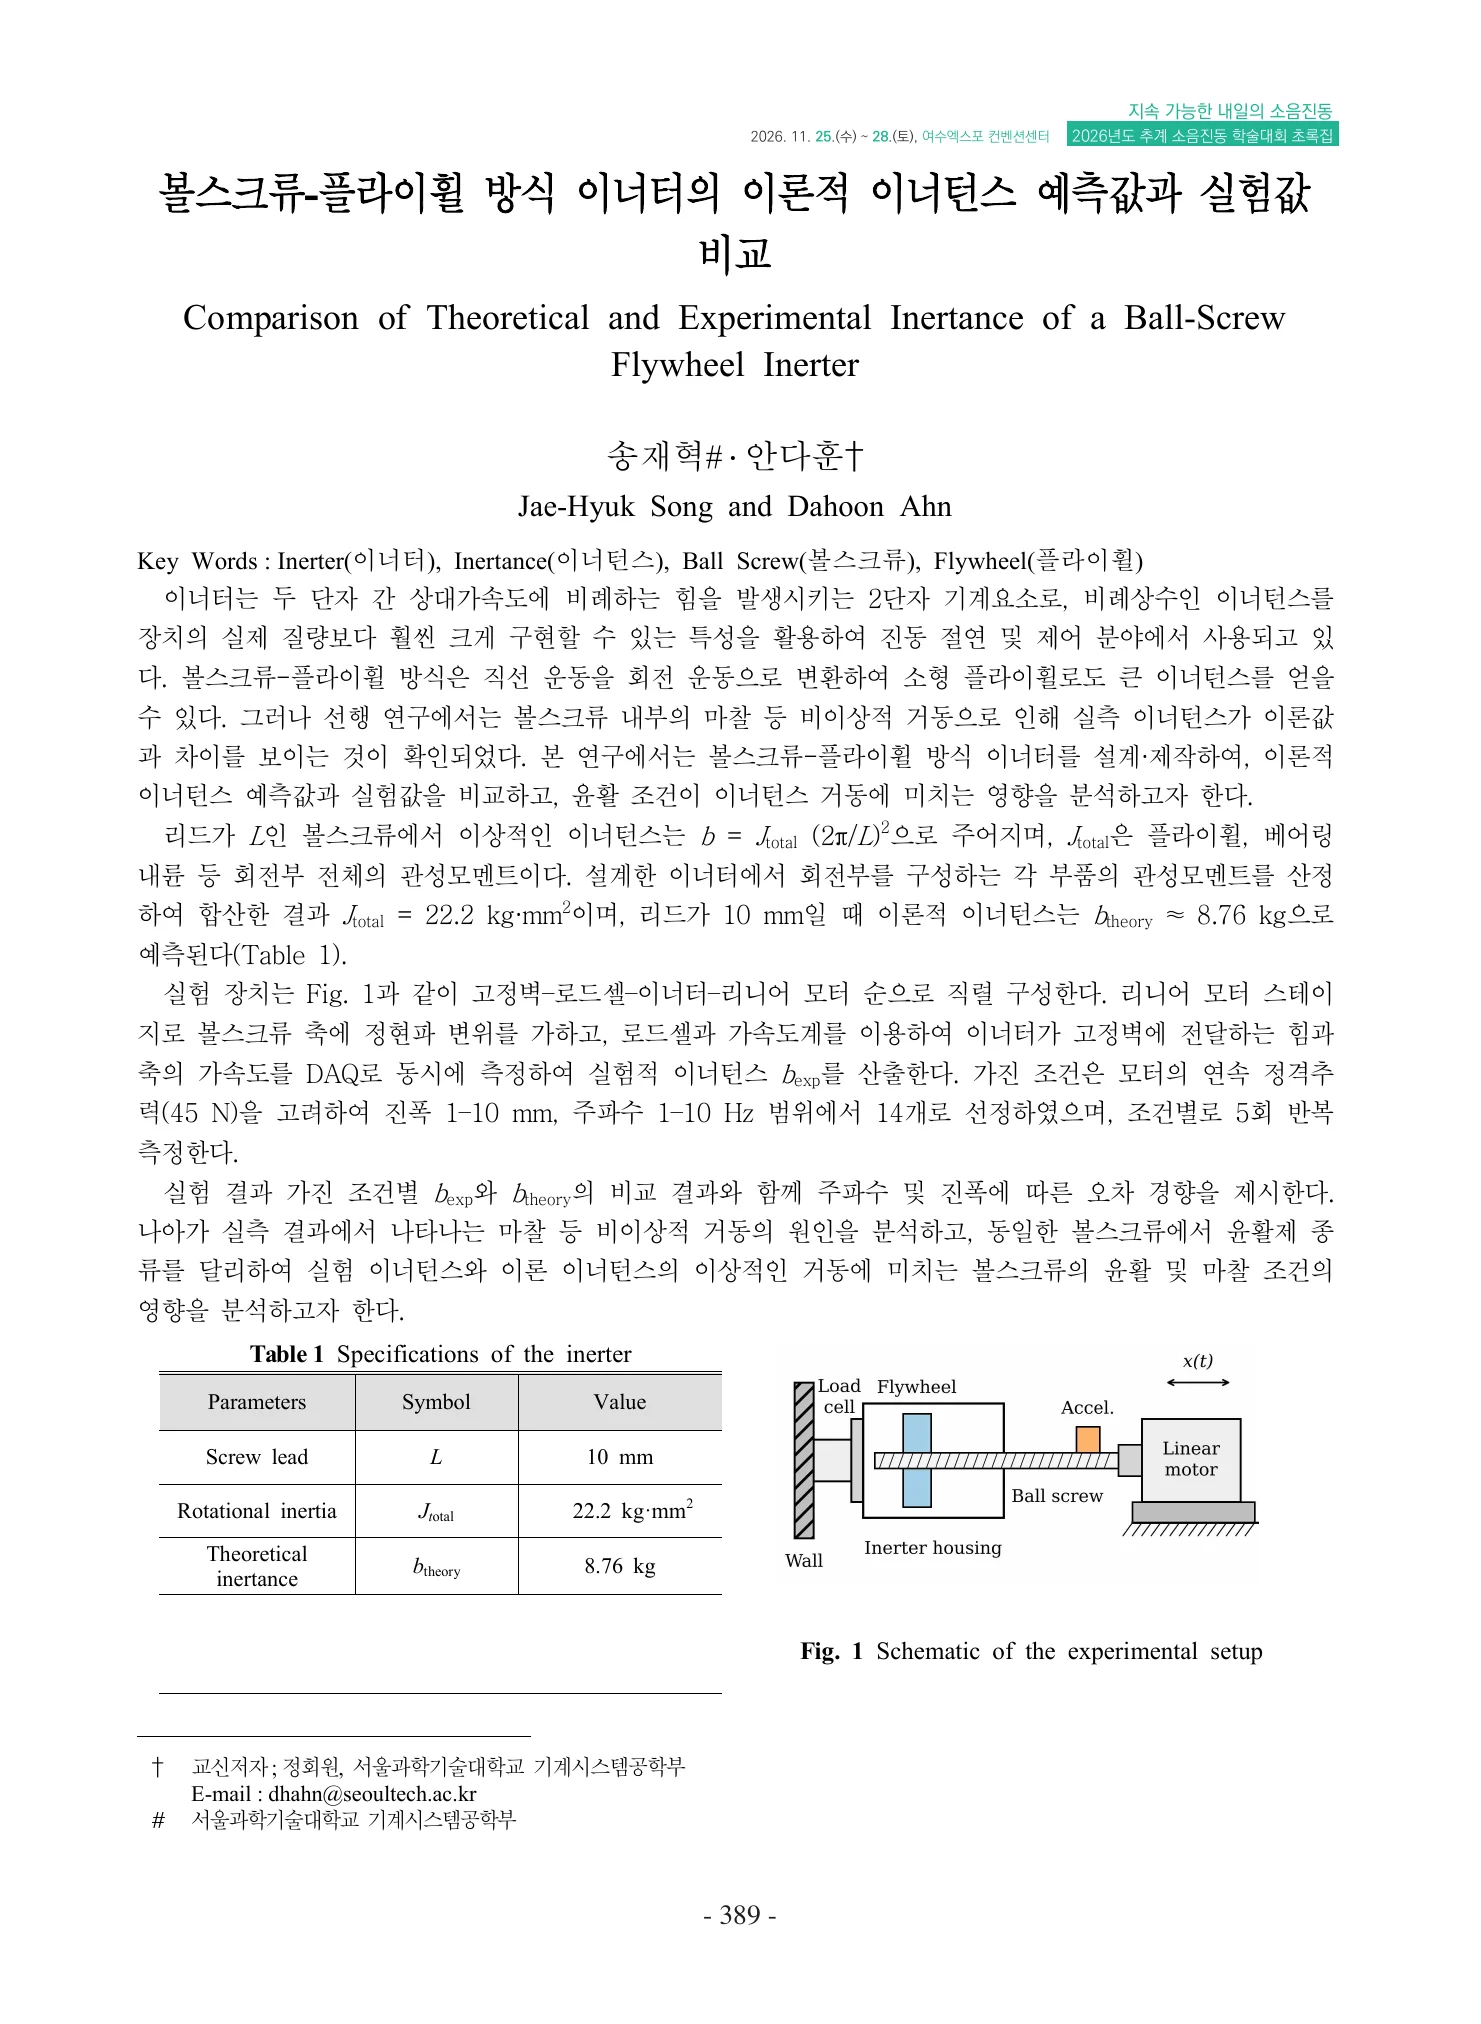 지속 가능한 내일의 소음진동
2026. 11. 25.(수) ~ 28.(토), 여수엑스포 컨벤션센터 2026년도 추계 소음진동 학술대회 초록집
볼스크류-플라이휠 방식 이너터의 이론적 이너턴스 예측값과 실험값
비교
Comparison of Theoretical and Experimental Inertance of a Ball-Screw
Flywheel Inerter
송재혁#·안다훈†
Jae-Hyuk Song and Dahoon Ahn
Key Words : Inerter(이너터), Inertance(이너턴스), Ball Screw(볼스크류), Flywheel(플라이휠)
이너터는 두 단자 간 상대가속도에 비례하는 힘을 발생시키는 2단자 기계요소로, 비례상수인 이너턴스를
장치의 실제 질량보다 훨씬 크게 구현할 수 있는 특성을 활용하여 진동 절연 및 제어 분야에서 사용되고 있
다. 볼스크류-플라이휠 방식은 직선 운동을 회전 운동으로 변환하여 소형 플라이휠로도 큰 이너턴스를 얻을
수 있다. 그러나 선행 연구에서는 볼스크류 내부의 마찰 등 비이상적 거동으로 인해 실측 이너턴스가 이론값
과 차이를 보이는 것이 확인되었다. 본 연구에서는 볼스크류-플라이휠 방식 이너터를 설계·제작하여, 이론적
이너턴스 예측값과 실험값을 비교하고, 윤활 조건이 이너턴스 거동에 미치는 영향을 분석하고자 한다.
리드가 L인 볼스크류에서 이상적인 이너턴스는 b = Jtotal (2π/L)²으로 주어지며, Jtotal은 플라이휠, 베어링
내륜 등 회전부 전체의 관성모멘트이다. 설계한 이너터에서 회전부를 구성하는 각 부품의 관성모멘트를 산정
하여 합산한 결과 Jtotal = 22.2 kg·mm²이며, 리드가 10 mm일 때 이론적 이너턴스는 btheory ≈ 8.76 kg으로
예측된다(Table 1).
실험 장치는 Fig. 1과 같이 고정벽–로드셀–이너터–리니어 모터 순으로 직렬 구성한다. 리니어 모터 스테이
지로 볼스크류 축에 정현파 변위를 가하고, 로드셀과 가속도계를 이용하여 이너터가 고정벽에 전달하는 힘과
축의 가속도를 DAQ로 동시에 측정하여 실험적 이너턴스 bexp를 산출한다. 가진 조건은 모터의 연속 정격추
력(45 N)을 고려하여 진폭 1–10 mm, 주파수 1–10 Hz 범위에서 14개로 선정하였으며, 조건별로 5회 반복
측정한다.
실험 결과 가진 조건별 bexp와 btheory의 비교 결과와 함께 주파수 및 진폭에 따른 오차 경향을 제시한다.
나아가 실측 결과에서 나타나는 마찰 등 비이상적 거동의 원인을 분석하고, 동일한 볼스크류에서 윤활제 종
류를 달리하여 실험 이너턴스와 이론 이너턴스의 이상적인 거동에 미치는 볼스크류의 윤활 및 마찰 조건의
영향을 분석하고자 한다.
Table 1 Specifications of the inerter
Parameters Symbol Value
Screw lead L 10 mm
Rotational inertia Jtotal 22.2 kg·mm²
Theoretical
inertance btheory 8.76 kg
x(t)
Load
cell
Flywheel
Accel.
Linear
motor
Ball screw
Inerter housing
Wall
Fig. 1 Schematic of the experimental setup
† 교신저자; 정회원, 서울과학기술대학교 기계시스템공학부
E-mail : dhahn@seoultech.ac.kr
# 서울과학기술대학교 기계시스템공학부
- 389 -